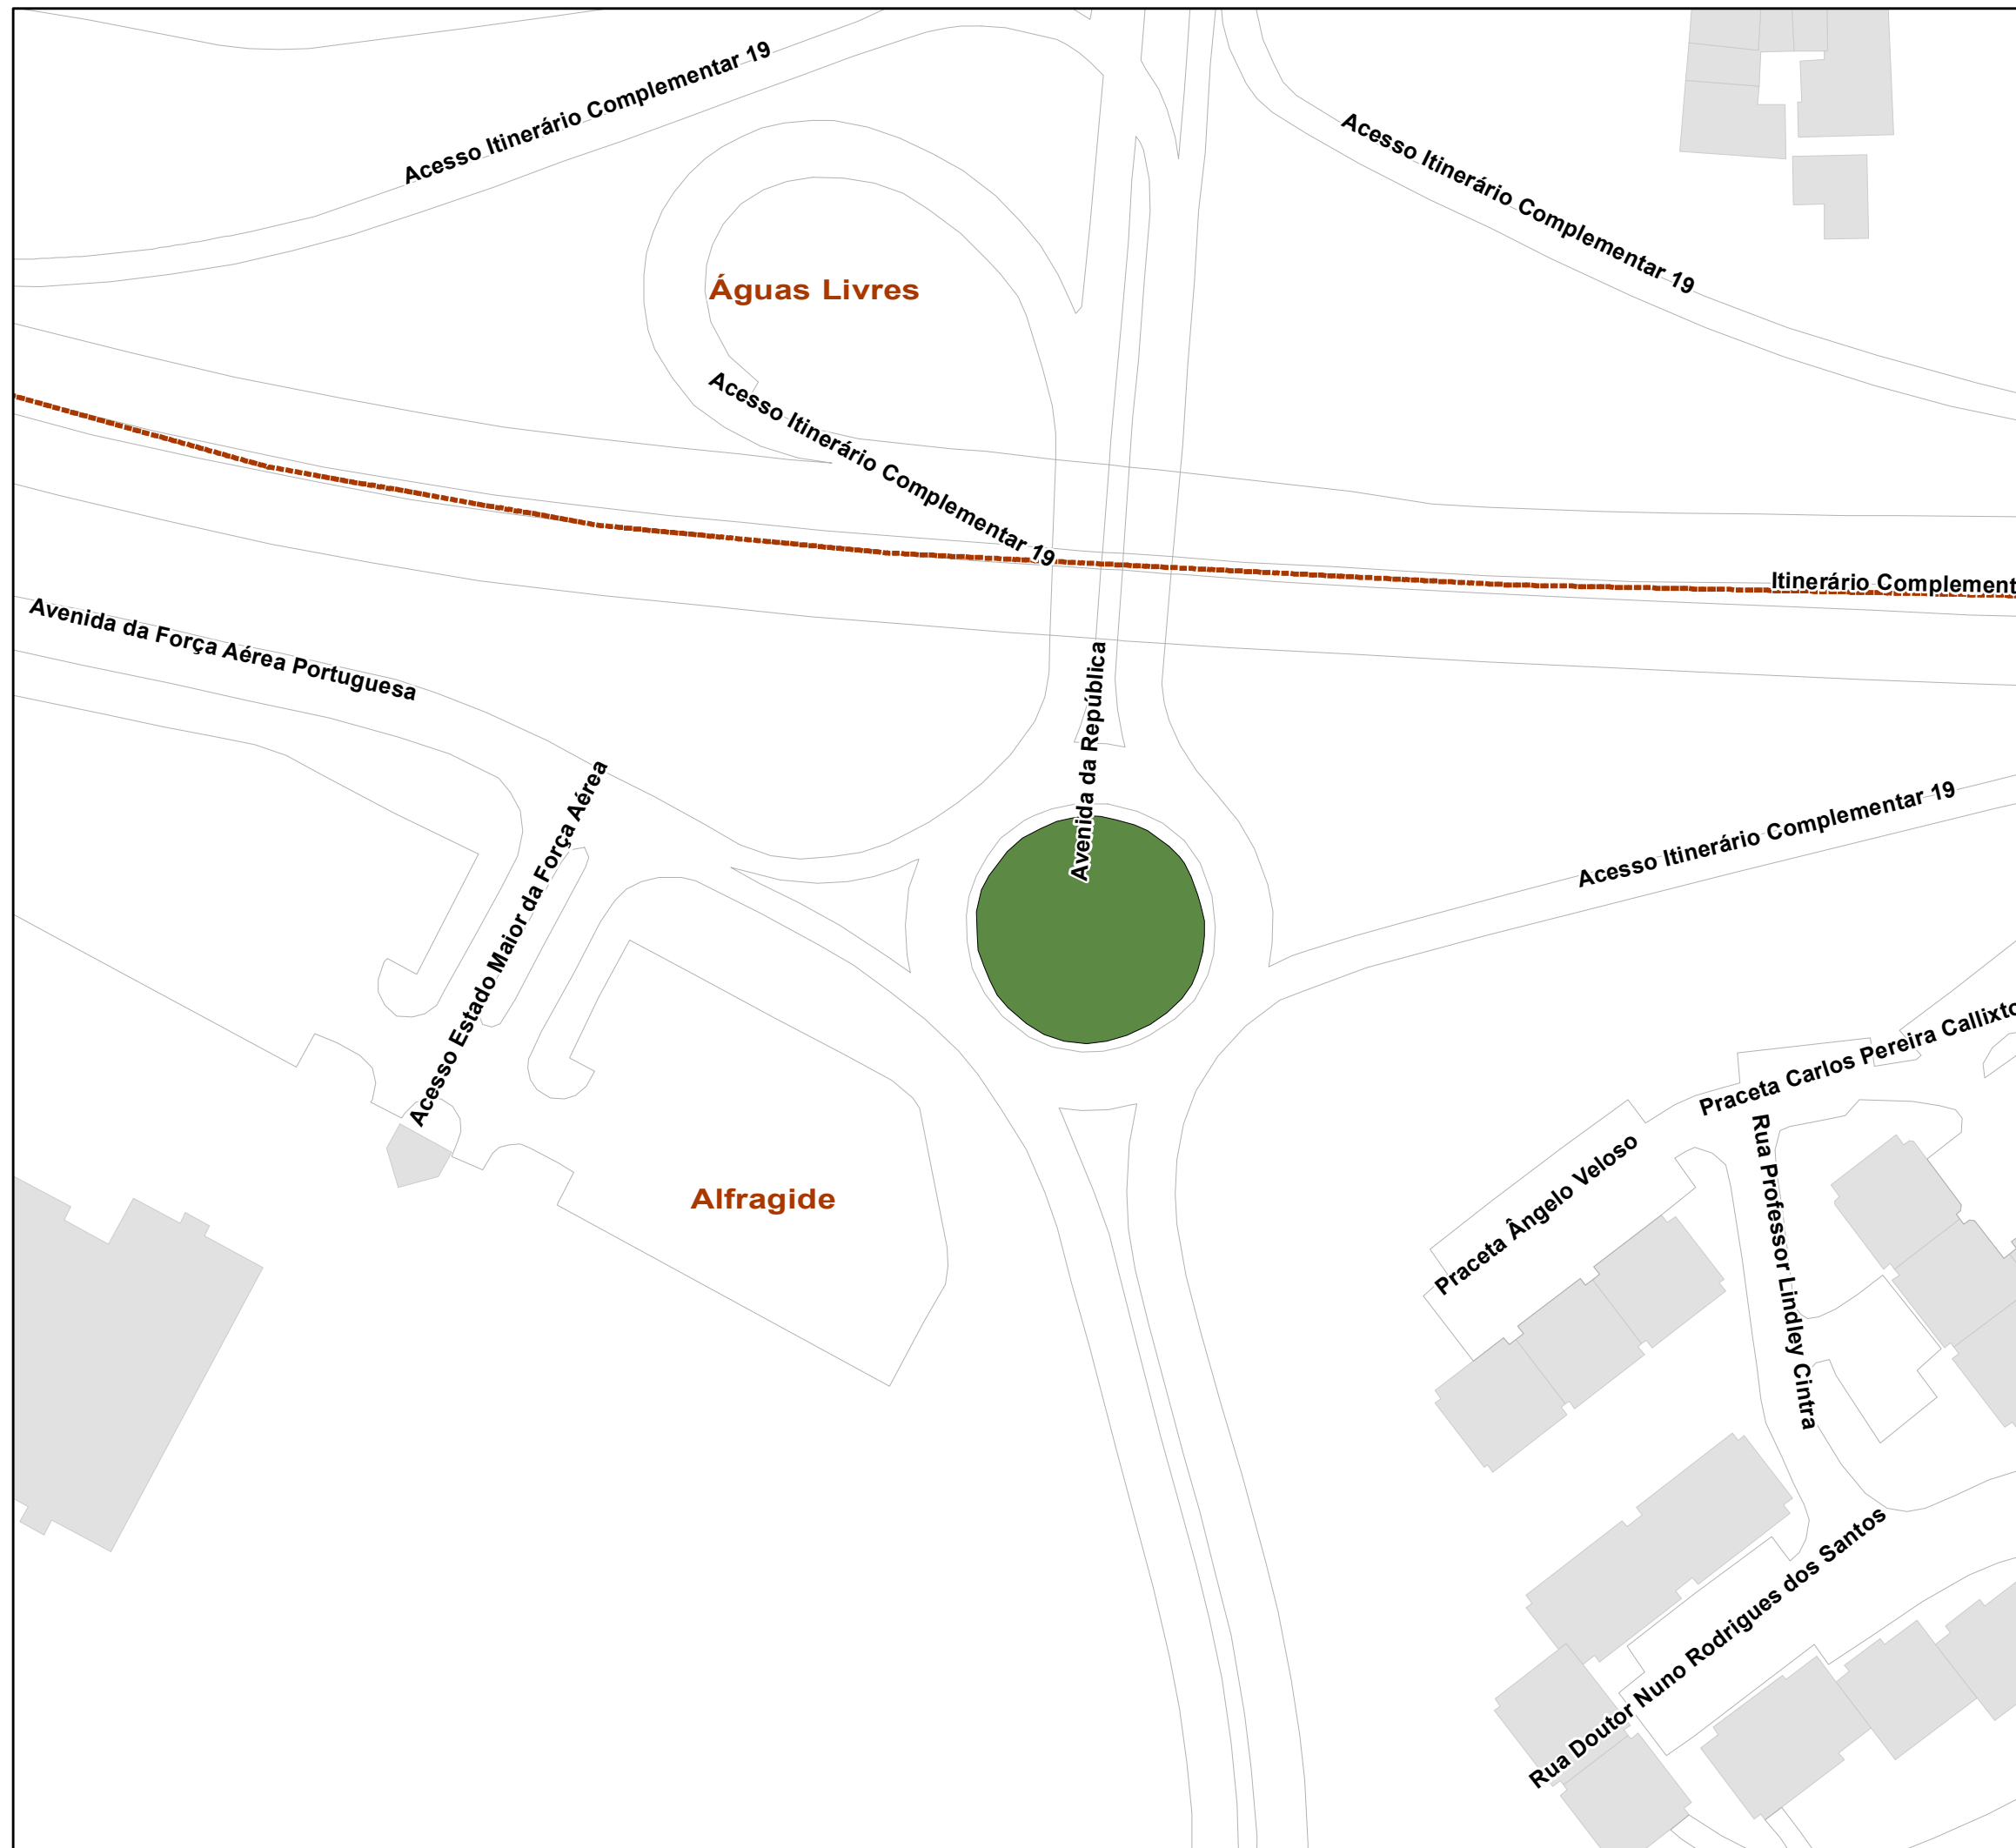 Acesso Itinerário Complementar 19
Acesso Itinerário Complementar 19
Águas Livres
Acesso Itinerário Complementar 19
Itinerário Complement
Avenida da Força Aérea Portuguesa
Avenida da República
Acesso Estado Maior da Força Aérea
Acesso Itinerário Complementar 19
Praceta Carlos Pereira Callixto
Praceta Ângelo Veloso
Rua Professor Lindley Cintra
Alfragide
Rua Doutor Nuno Rodrigues dos Santos